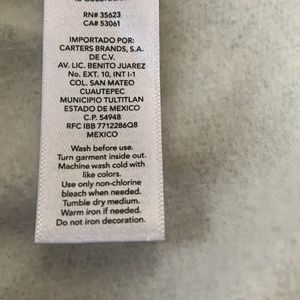 RN# 35623
CA# 53061
IMPORTADO POR:
CARTERS BRANDS, S.A.
DE C.V.
AV. LIC. BENITO JUAREZ
No. EXT. 10, INT I-1
COL. SAN MATEO
CUAUTEPEC
MUNICIPIO TULTITLAN
ESTADO DE MEXICO
C.P. 54948
RFC IBB 7712286Q8
MEXICO
Wash before use.
Turn garment inside out.
Machine wash cold with
like colors.
Use only non-chlorine
bleach when needed.
Tumble dry medium.
Warm iron if needed.
Do not iron decoration.